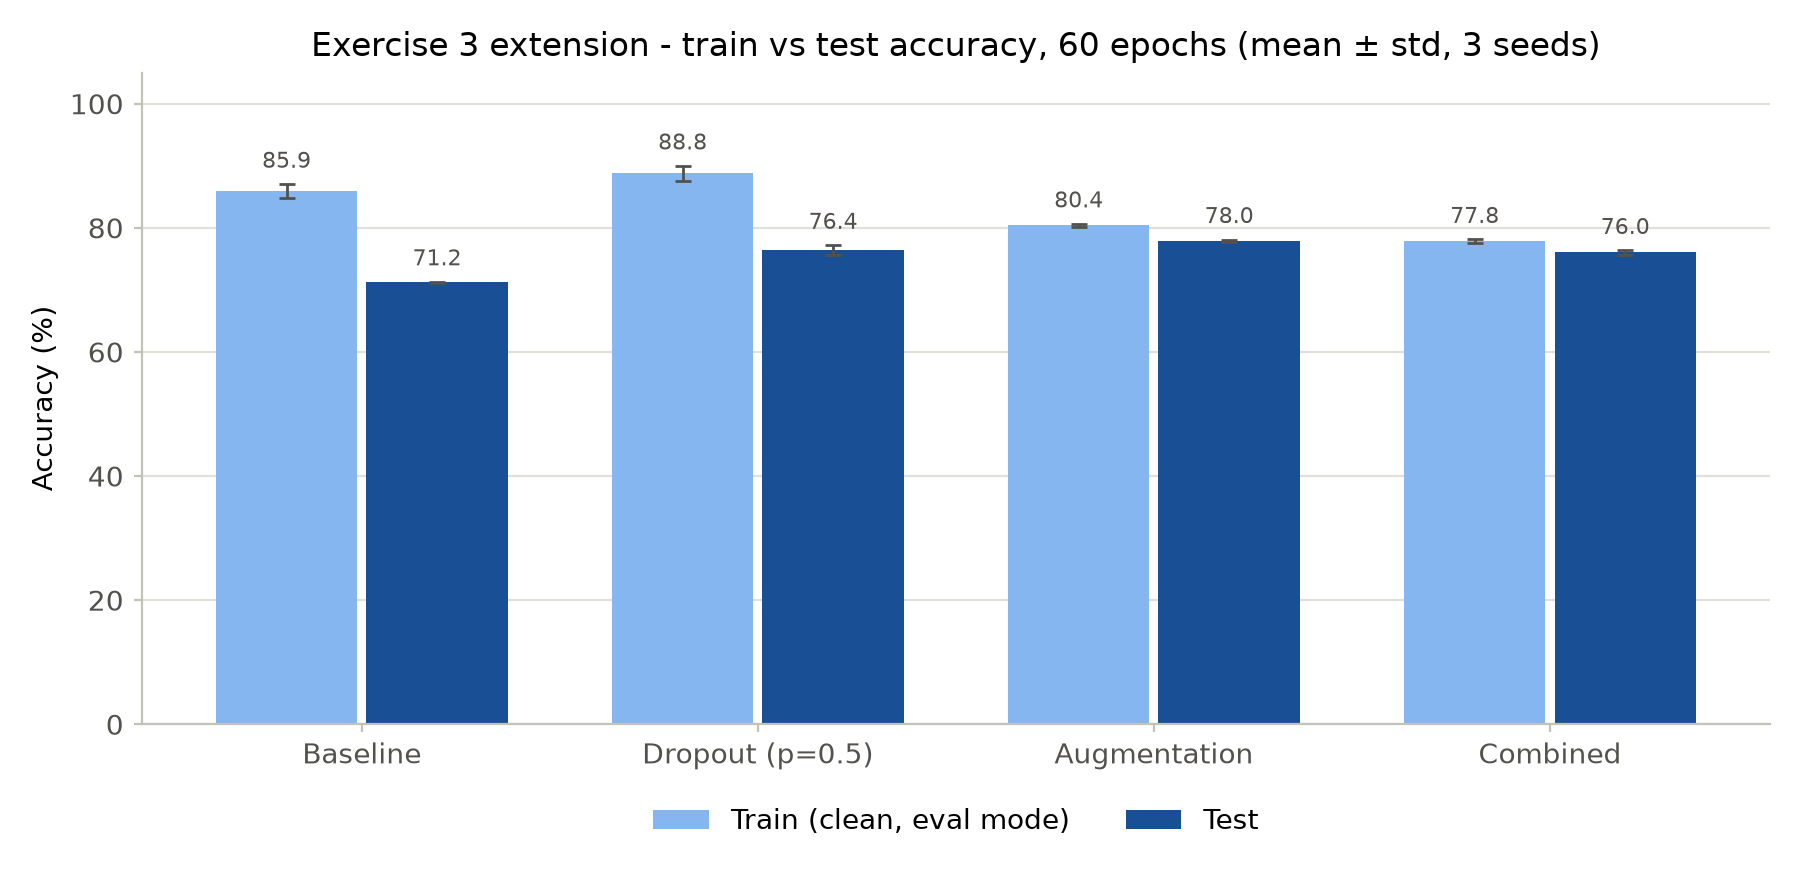 Exercise 3 extension - train vs test accuracy, 60 epochs (mean ± std, 3 seeds)
Accuracy (%)
100
80
60
40
20
0
85.9
71.2
88.8
76.4
80.4
78.0
77.8
76.0
Baseline
Dropout (p=0.5)
Augmentation
Combined
Train (clean, eval mode)
Test